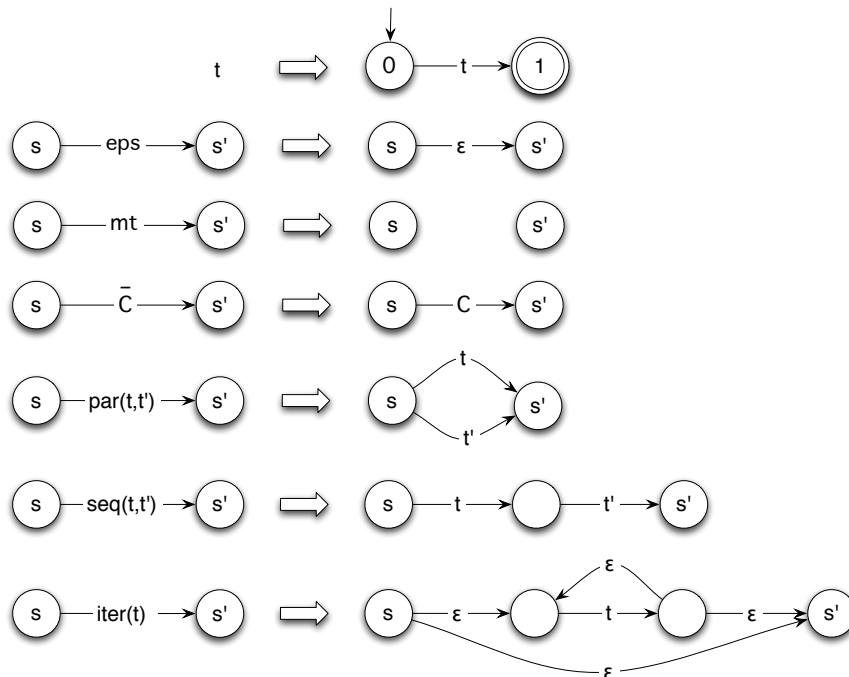 t 0 t 1
s eps s' s ε s'
s mt s' s s'
s C̄ s' s C s'
s par(t,t') s' s t t' s'
s seq(t,t') s' s t t' s'
s iter(t) s' s ε t ε ε s' ε